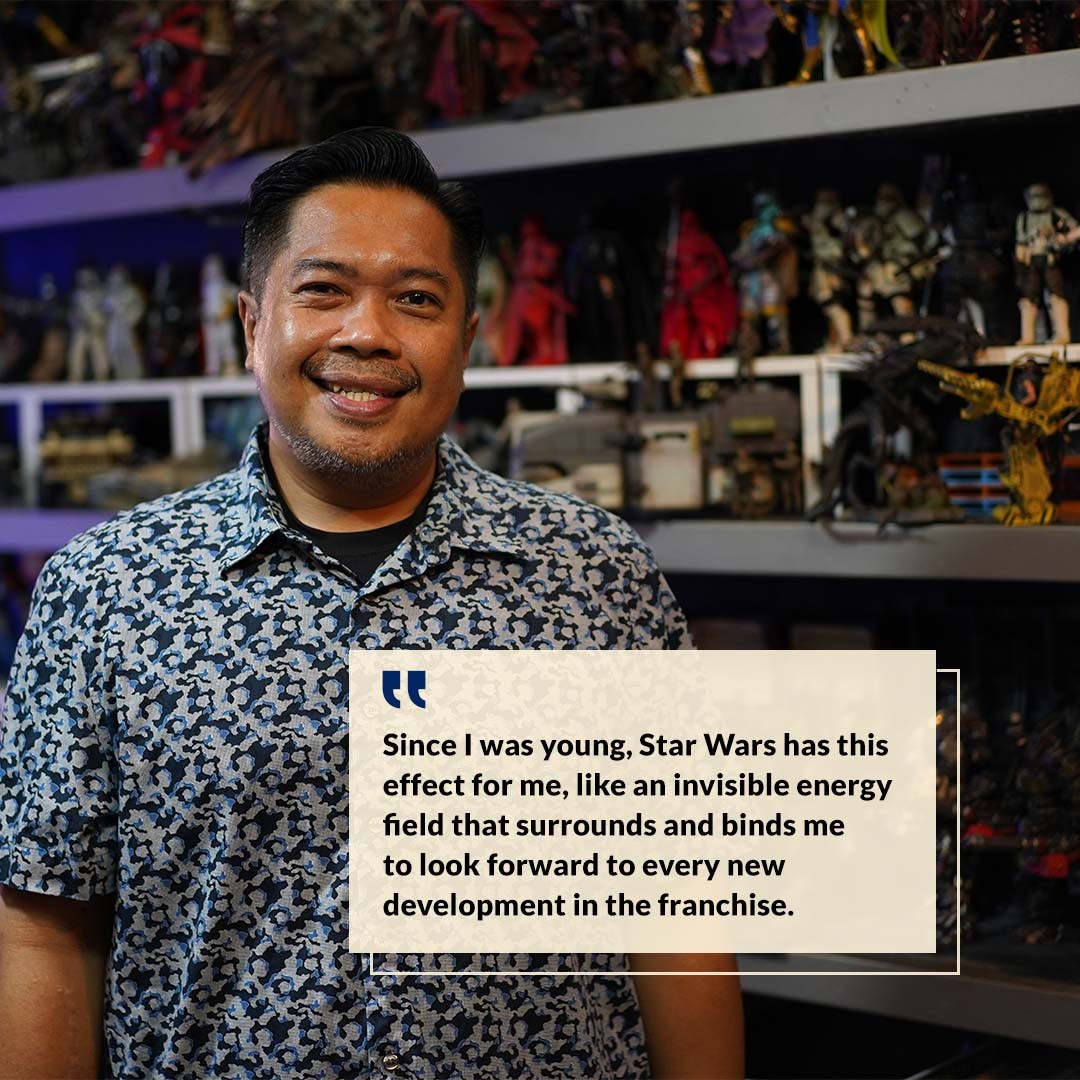 Since I was young, Star Wars has this
effect for me, like an invisible energy
field that surrounds and binds me
to look forward to every new
development in the franchise.